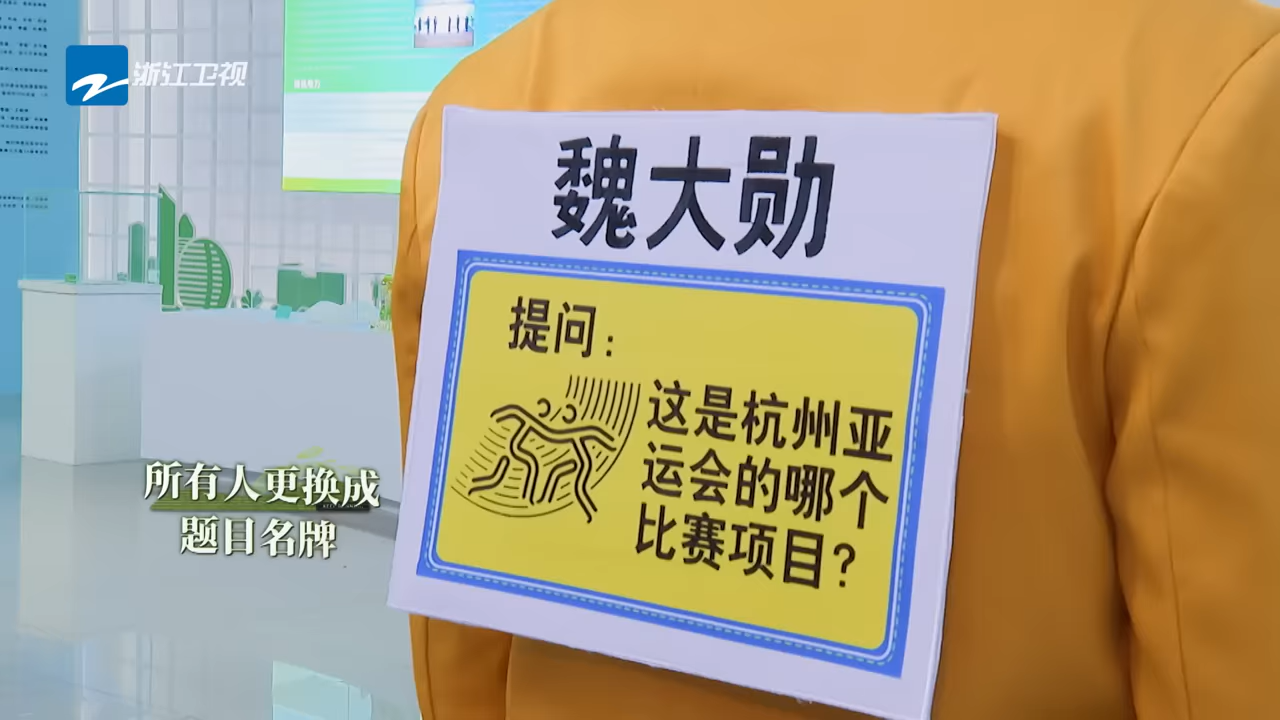 浙江卫视
魏大勋
提问：
这是杭州亚
运会的哪个
比赛项目？
所有人更换成
题目名牌